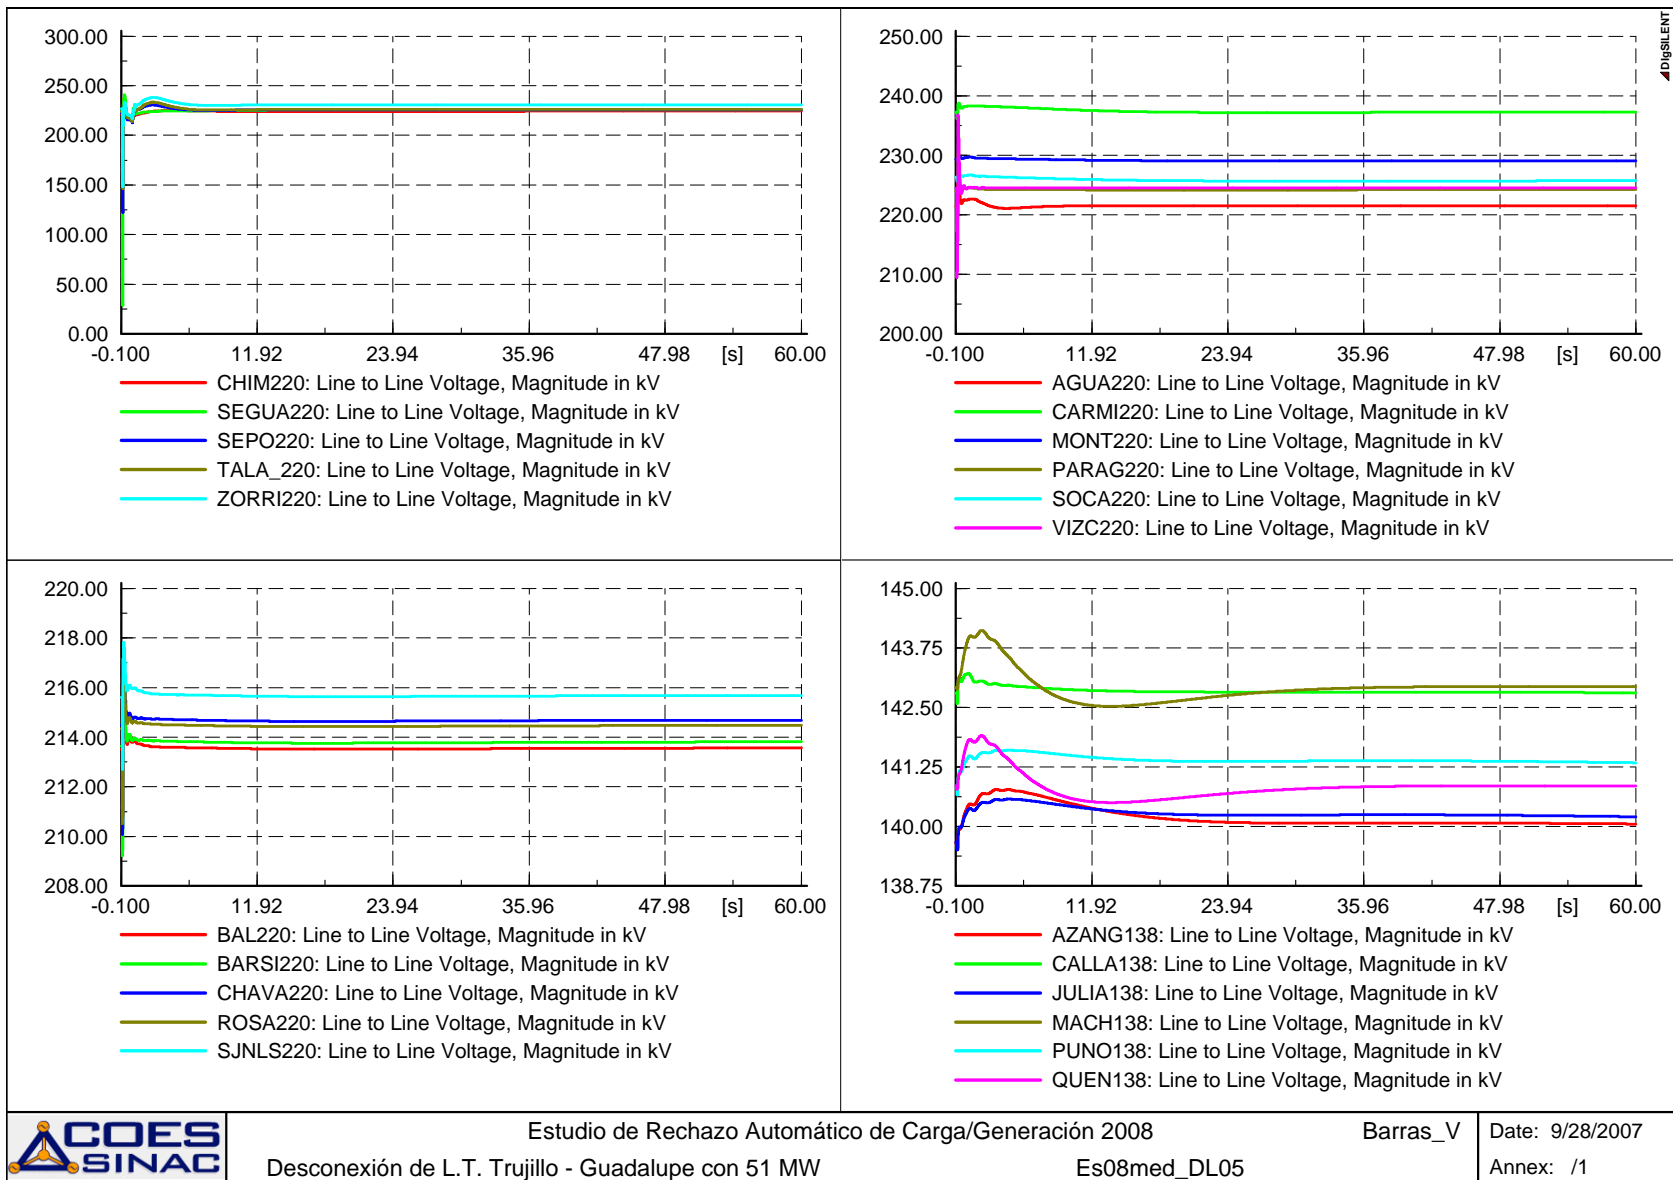 DIgSILENT
300.00
250.00
200.00
150.00
100.00
50.00
0.00
-0.100 11.92 23.94 35.96 47.98 [s] 60.00
CHIM220: Line to Line Voltage, Magnitude in kV
SEGUA220: Line to Line Voltage, Magnitude in kV
SEPO220: Line to Line Voltage, Magnitude in kV
TALA_220: Line to Line Voltage, Magnitude in kV
ZORRI220: Line to Line Voltage, Magnitude in kV
250.00
240.00
230.00
220.00
210.00
200.00
-0.100 11.92 23.94 35.96 47.98 [s] 60.00
AGUA220: Line to Line Voltage, Magnitude in kV
CARMI220: Line to Line Voltage, Magnitude in kV
MONT220: Line to Line Voltage, Magnitude in kV
PARAG220: Line to Line Voltage, Magnitude in kV
SOCA220: Line to Line Voltage, Magnitude in kV
VIZC220: Line to Line Voltage, Magnitude in kV
220.00
218.00
216.00
214.00
212.00
210.00
208.00
-0.100 11.92 23.94 35.96 47.98 [s] 60.00
BAL220: Line to Line Voltage, Magnitude in kV
BARSI220: Line to Line Voltage, Magnitude in kV
CHAVA220: Line to Line Voltage, Magnitude in kV
ROSA220: Line to Line Voltage, Magnitude in kV
SJNLS220: Line to Line Voltage, Magnitude in kV
145.00
143.75
142.50
141.25
140.00
138.75
-0.100 11.92 23.94 35.96 47.98 [s] 60.00
AZANG138: Line to Line Voltage, Magnitude in kV
CALLA138: Line to Line Voltage, Magnitude in kV
JULIA138: Line to Line Voltage, Magnitude in kV
MACH138: Line to Line Voltage, Magnitude in kV
PUNO138: Line to Line Voltage, Magnitude in kV
QUEN138: Line to Line Voltage, Magnitude in kV
COES
SINAC
Estudio de Rechazo Automático de Carga/Generación 2008 Barras_V
Desconexión de L.T. Trujillo - Guadalupe con 51 MW Es08med_DL05
Date: 9/28/2007
Annex: /1